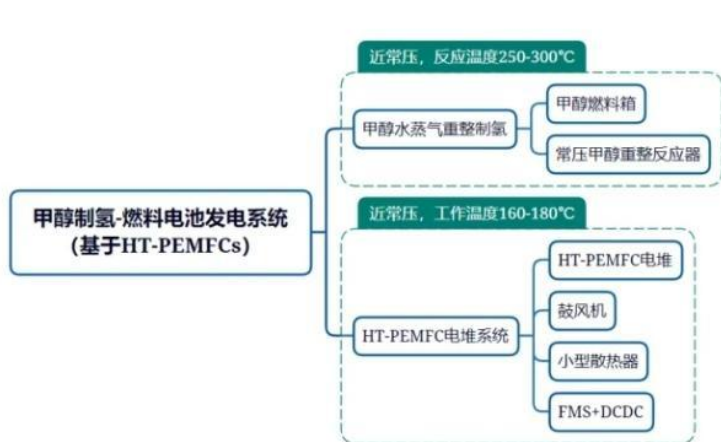 近常压，反应温度250-300℃
甲醇水蒸气重整制氢
甲醇燃料箱
常压甲醇重整反应器
甲醇制氢-燃料电池发电系统
（基于HT-PEMFCs）
近常压，工作温度160-180℃
HT-PEMFC电堆系统
HT-PEMFC电堆
鼓风机
小型散热器
FMS+DCDC